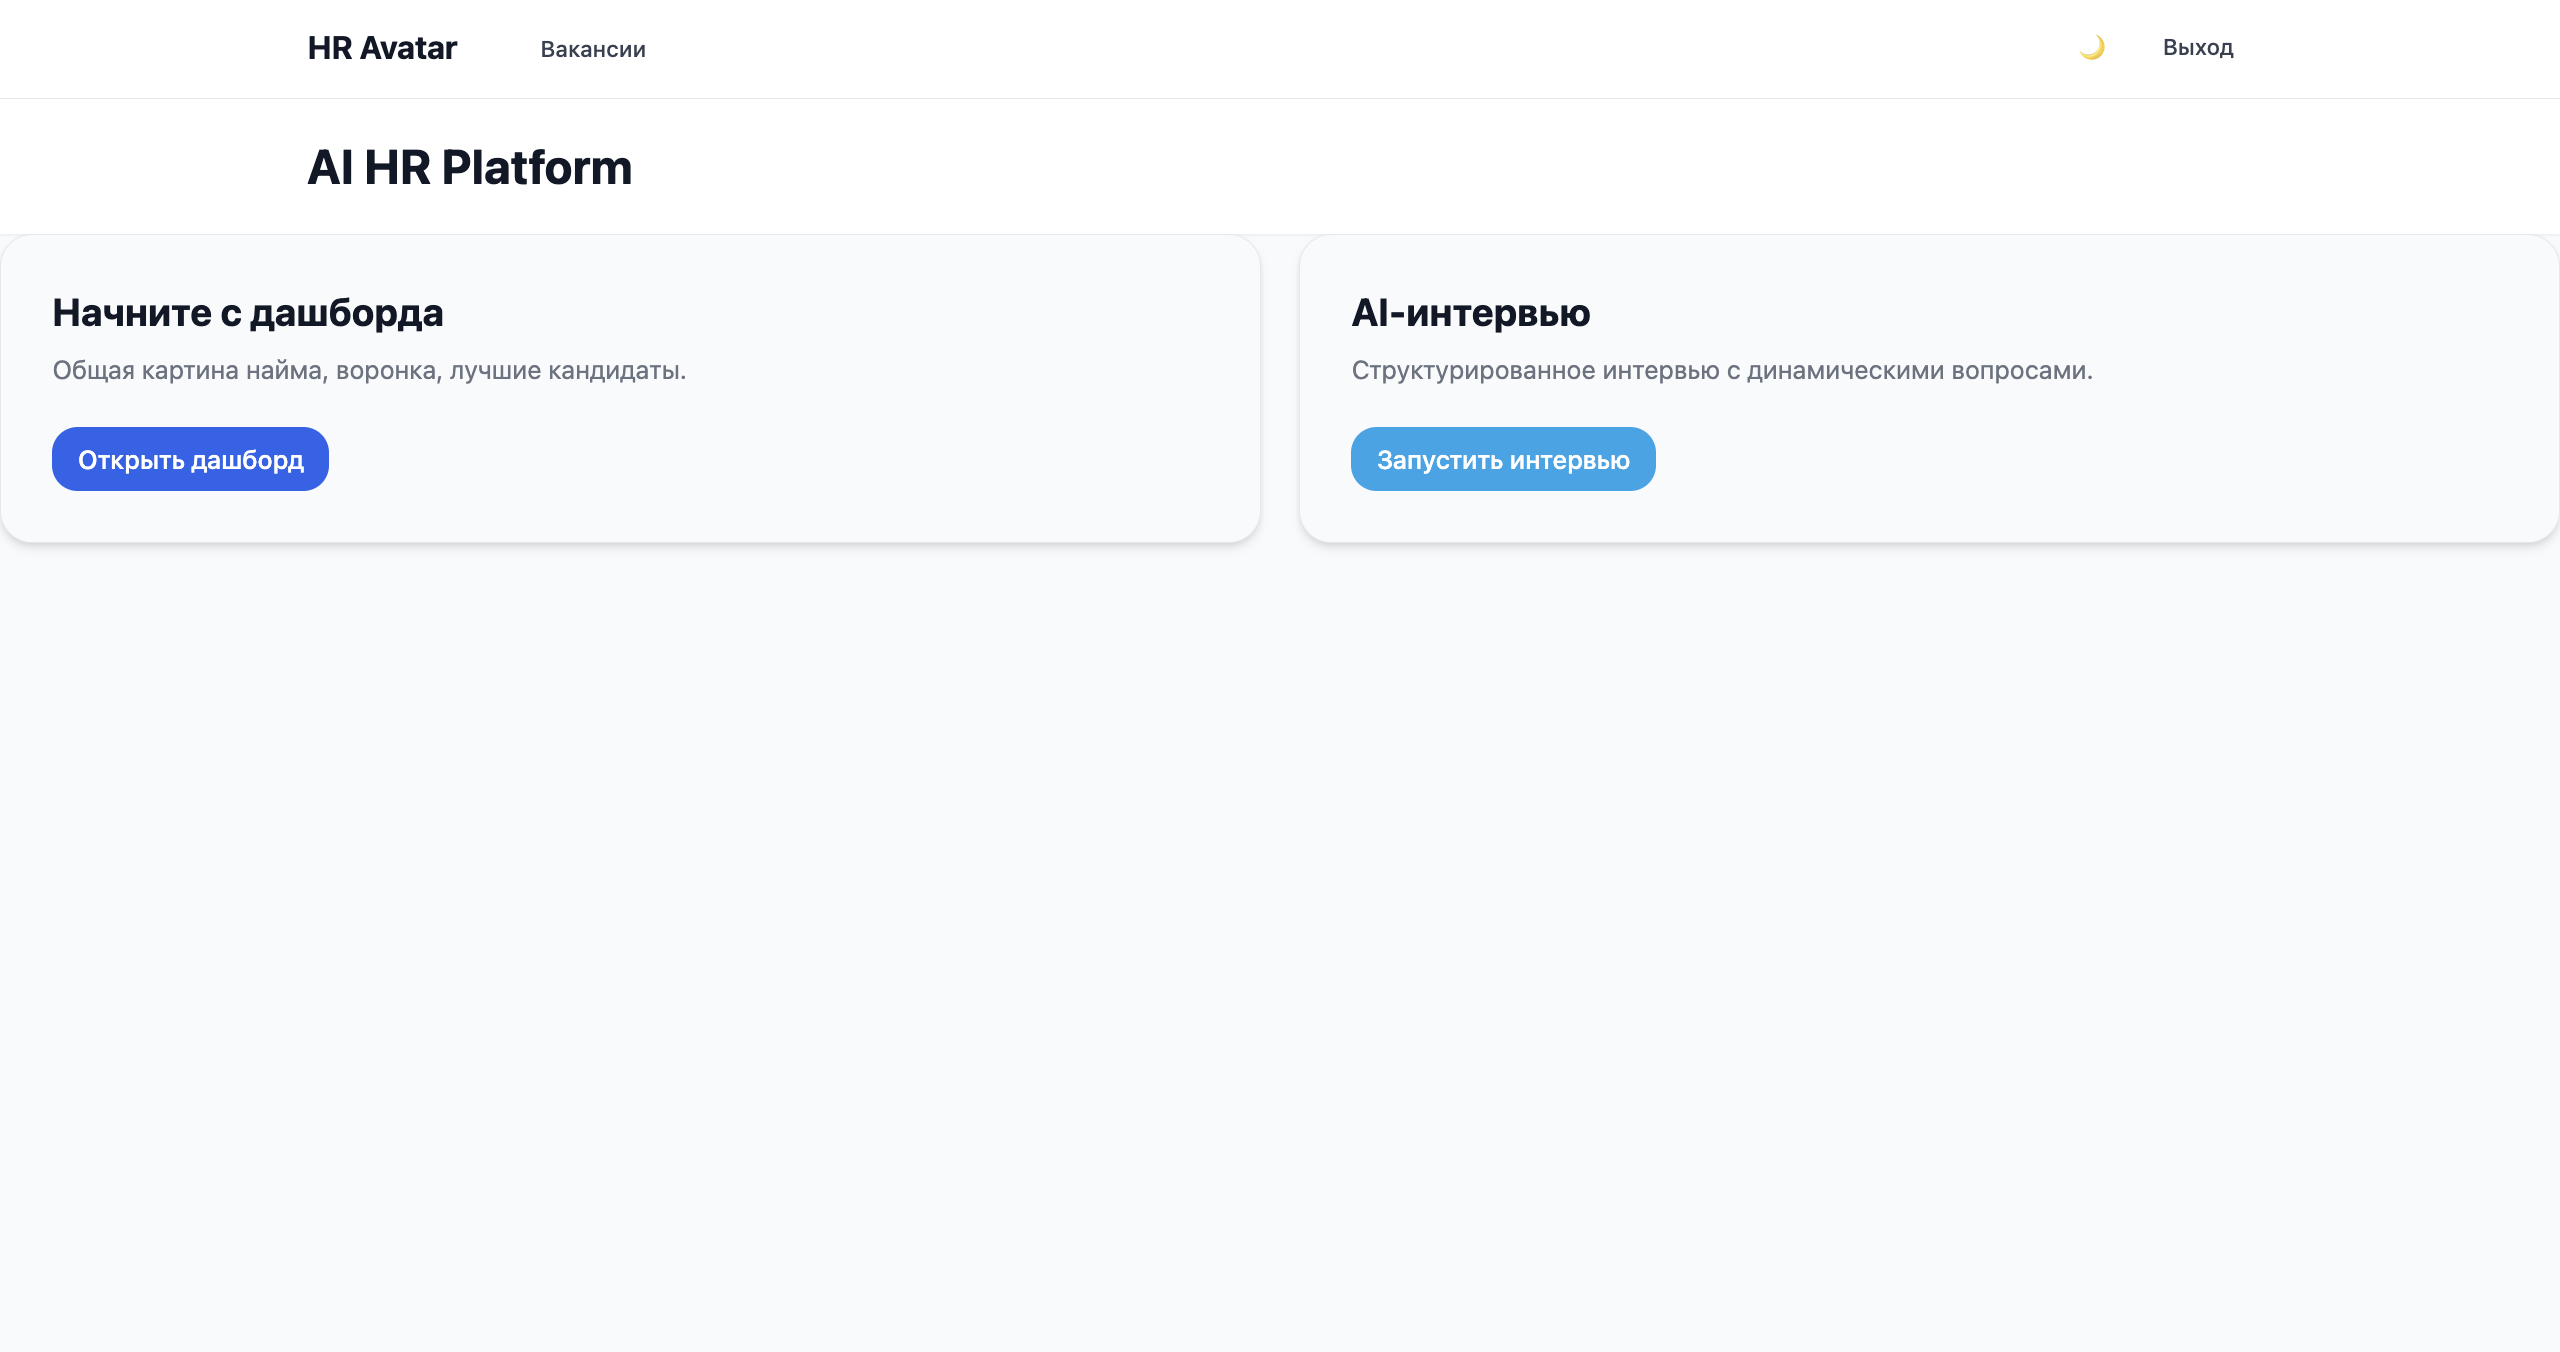 HR Avatar
Вакансии
Выход
AI HR Platform
Начните с дашборда
Общая картина найма, воронка, лучшие кандидаты.
Открыть дашборд
AI-интервью
Структурированное интервью с динамическими вопросами.
Запустить интервью